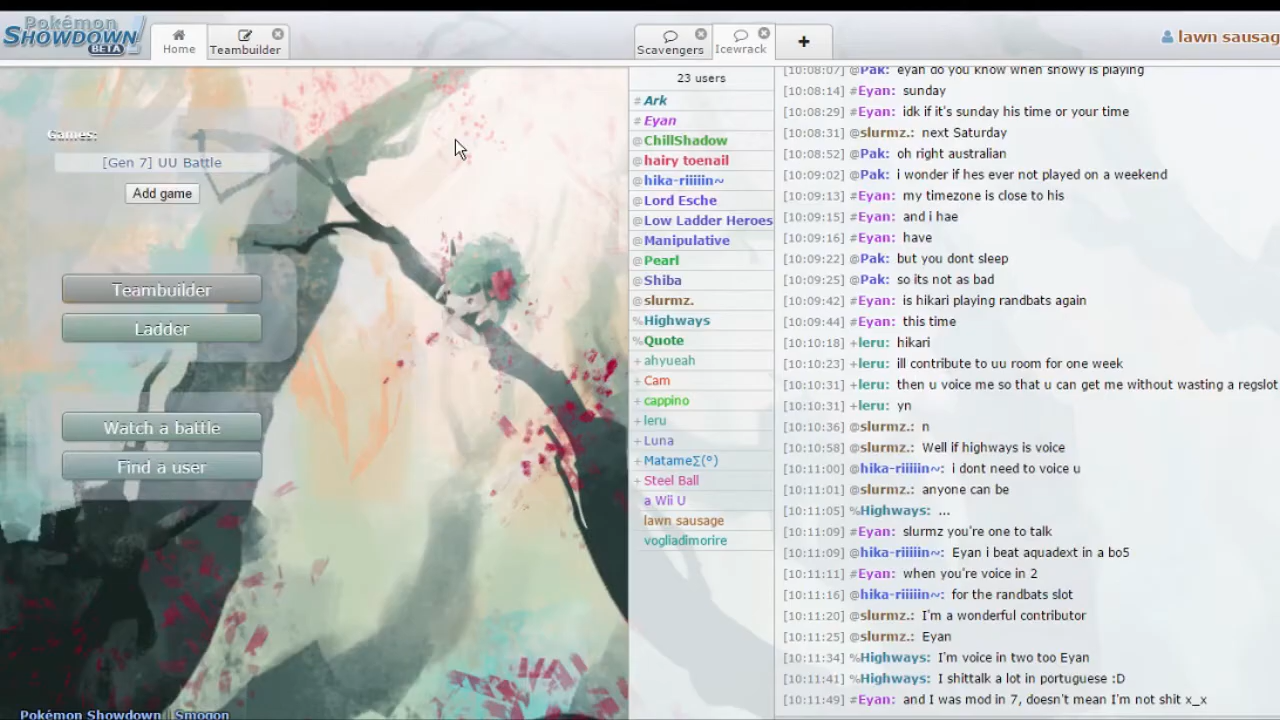 Pokémon
SHOWDOWN!
BETA
Home
Teambuilder
Scavengers
Icewrack
+
lawn sausag
Games:
[Gen 7] UU Battle
Add game
Teambuilder
Ladder
Watch a battle
Find a user
Pokémon Showdown | Smogon
23 users
# Ark
# Eyan
@ ChillShadow
@ hairy toenail
@ hika-riiiiin~
@ Lord Esche
@ Low Ladder Heroes
@ Manipulative
@ Pearl
@ Shiba
@ slurmz.
% Highways
% Quote
+ ahyueah
+ Cam
+ cappino
+ leru
+ Luna
+ Matame∑(°)
+ Steel Ball
a Wii U
lawn sausage
vogliadimorire
[10:08:07] @Pak: eyan do you know when snowy is playing
[10:08:14] #Eyan: sunday
[10:08:29] #Eyan: idk if it's sunday his time or your time
[10:08:31] @slurmz.: next Saturday
[10:08:52] @Pak: oh right australian
[10:09:02] @Pak: i wonder if hes ever not played on a weekend
[10:09:13] #Eyan: my timezone is close to his
[10:09:15] #Eyan: and i hae
[10:09:16] #Eyan: have
[10:09:22] @Pak: but you dont sleep
[10:09:25] @Pak: so its not as bad
[10:09:42] #Eyan: is hikari playing randbats again
[10:09:44] #Eyan: this time
[10:10:18] +leru: hikari
[10:10:23] +leru: ill contribute to uu room for one week
[10:10:31] +leru: then u voice me so that u can get me without wasting a regslot
[10:10:31] +leru: yn
[10:10:36] @slurmz.: n
[10:10:58] @slurmz.: Well if highways is voice
[10:11:00] @hika-riiiiin~: i dont need to voice u
[10:11:01] @slurmz.: anyone can be
[10:11:05] %Highways: ...
[10:11:09] #Eyan: slurmz you're one to talk
[10:11:09] @hika-riiiiin~: Eyan i beat aquadext in a bo5
[10:11:11] #Eyan: when you're voice in 2
[10:11:16] @hika-riiiiin~: for the randbats slot
[10:11:20] @slurmz.: I'm a wonderful contributor
[10:11:25] @slurmz.: Eyan
[10:11:34] %Highways: I'm voice in two too Eyan
[10:11:41] %Highways: I shittalk a lot in portuguese :D
[10:11:49] #Eyan: and I was mod in 7, doesn't mean I'm not shit x_x